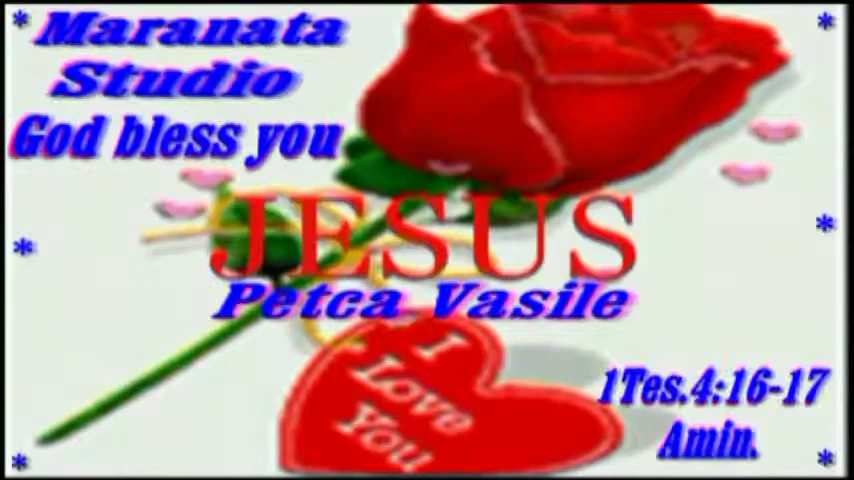 * Maranata *
Studio
God bless you
JESUS
* *
Petca Vasile
I
Love
You
1Tes.4:16-17
Amin.
* *